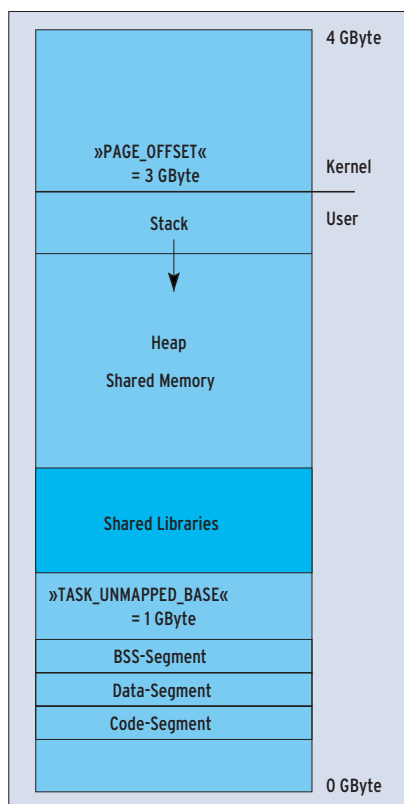 4 GByte
»PAGE_OFFSET«
= 3 GByte
Kernel
User
Stack
Heap
Shared Memory
Shared Libraries
»TASK_UNMAPPED_BASE«
= 1 GByte
BSS-Segment
Data-Segment
Code-Segment
0 GByte